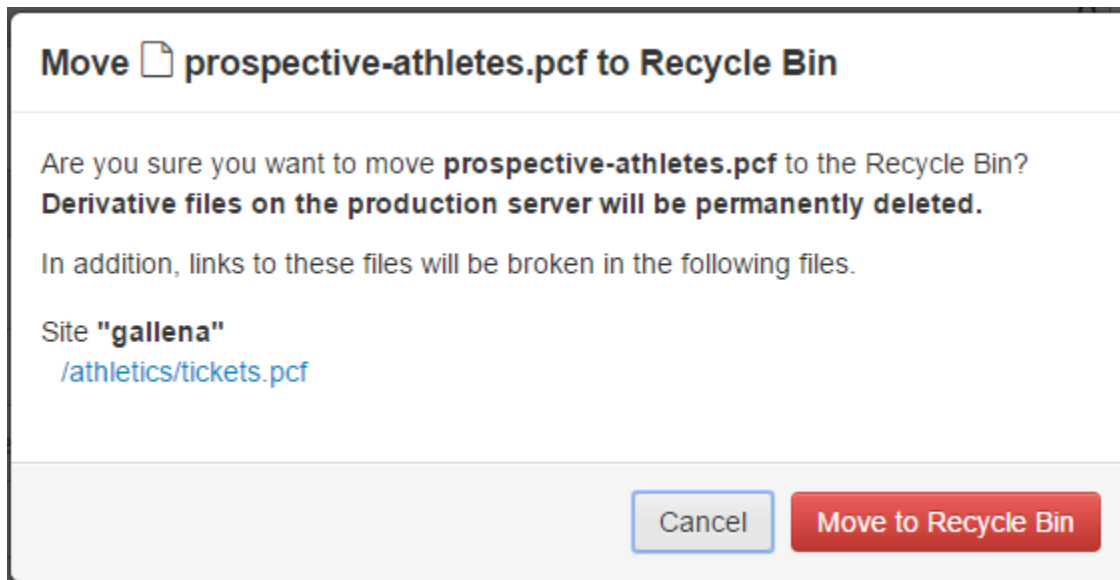 Move prospective-athletes.pcf to Recycle Bin
Are you sure you want to move prospective-athletes.pcf to the Recycle Bin?
Derivative files on the production server will be permanently deleted.
In addition, links to these files will be broken in the following files.
Site "gallena"
/athletics/tickets.pcf
Cancel Move to Recycle Bin